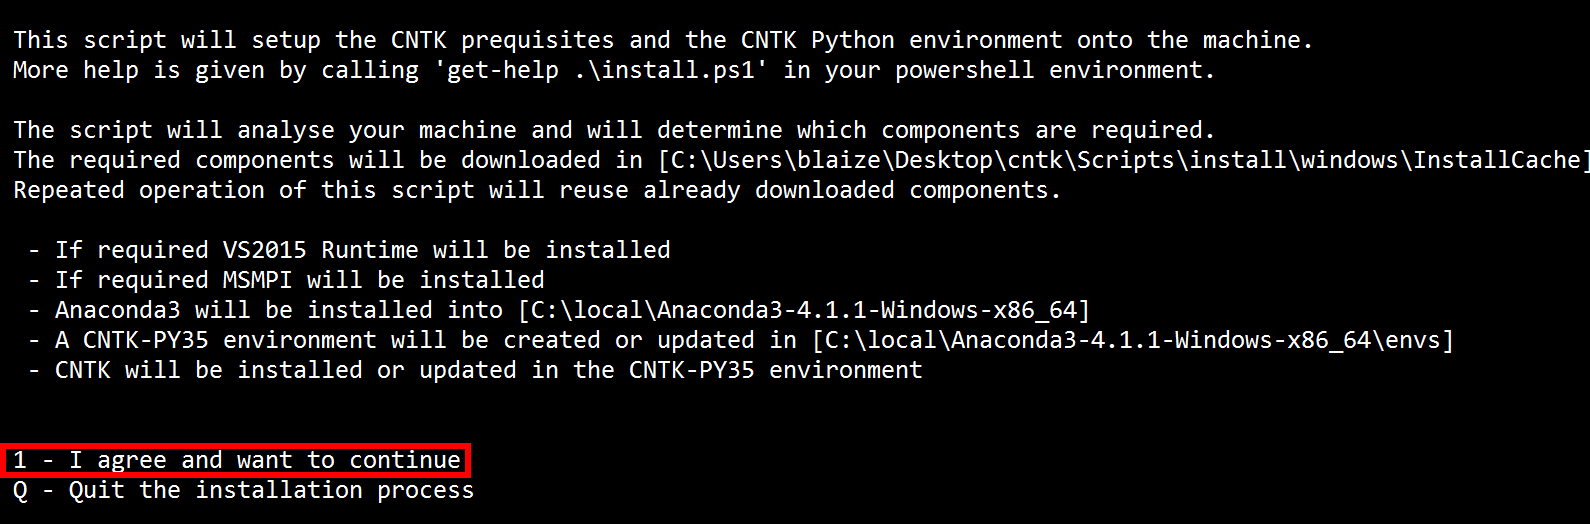 This script will setup the CNTK prequisites and the CNTK Python environment onto the machine.
More help is given by calling 'get-help .\install.ps1' in your powershell environment.
The script will analyse your machine and will determine which components are required.
The required components will be downloaded in [C:\Users\blaize\Desktop\cntk\Scripts\install\windows\InstallCache]
Repeated operation of this script will reuse already downloaded components.
- If required VS2015 Runtime will be installed
- If required MSMPI will be installed
- Anaconda3 will be installed into [C:\local\Anaconda3-4.1.1-Windows-x86_64]
- A CNTK-PY35 environment will be created or updated in [C:\local\Anaconda3-4.1.1-Windows-x86_64\envs]
- CNTK will be installed or updated in the CNTK-PY35 environment
1 - I agree and want to continue
Q - Quit the installation process